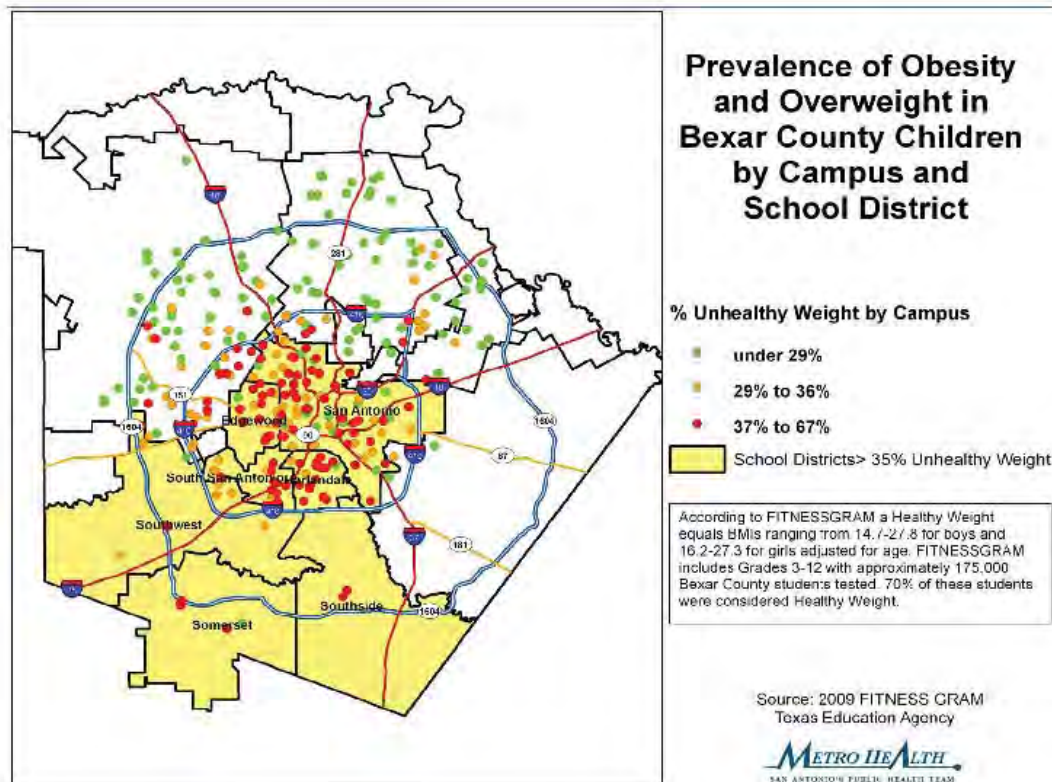 Prevalence of Obesity
and Overweight in
Bexar County Children
by Campus and
School District
% Unhealthy Weight by Campus
under 29%
29% to 36%
37% to 67%
School Districts> 35% Unhealthy Weight
According to FITNESSGRAM a Healthy Weight
equals BMIs ranging from 14.7-27.8 for boys and
16.2-27.3 for girls adjusted for age. FITNESSGRAM
includes Grades 3-12 with approximately 175,000
Bexar County students tested. 70% of these students
were considered Healthy Weight.
Source: 2009 FITNESS GRAM
Texas Education Agency
METRO HEALTH
SAN ANTONIO'S PUBLIC HEALTH TEAM
281
151
San Antonio
Edgewood
1604
1604
90
87
South San Antonio
Harlandale
Southwest
181
Southside
1604
Somerset